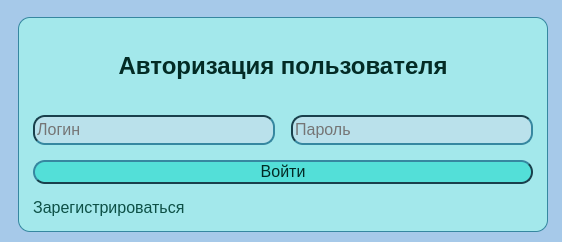 Авторизация пользователя
Логин Пароль
Войти
Зарегистрироваться